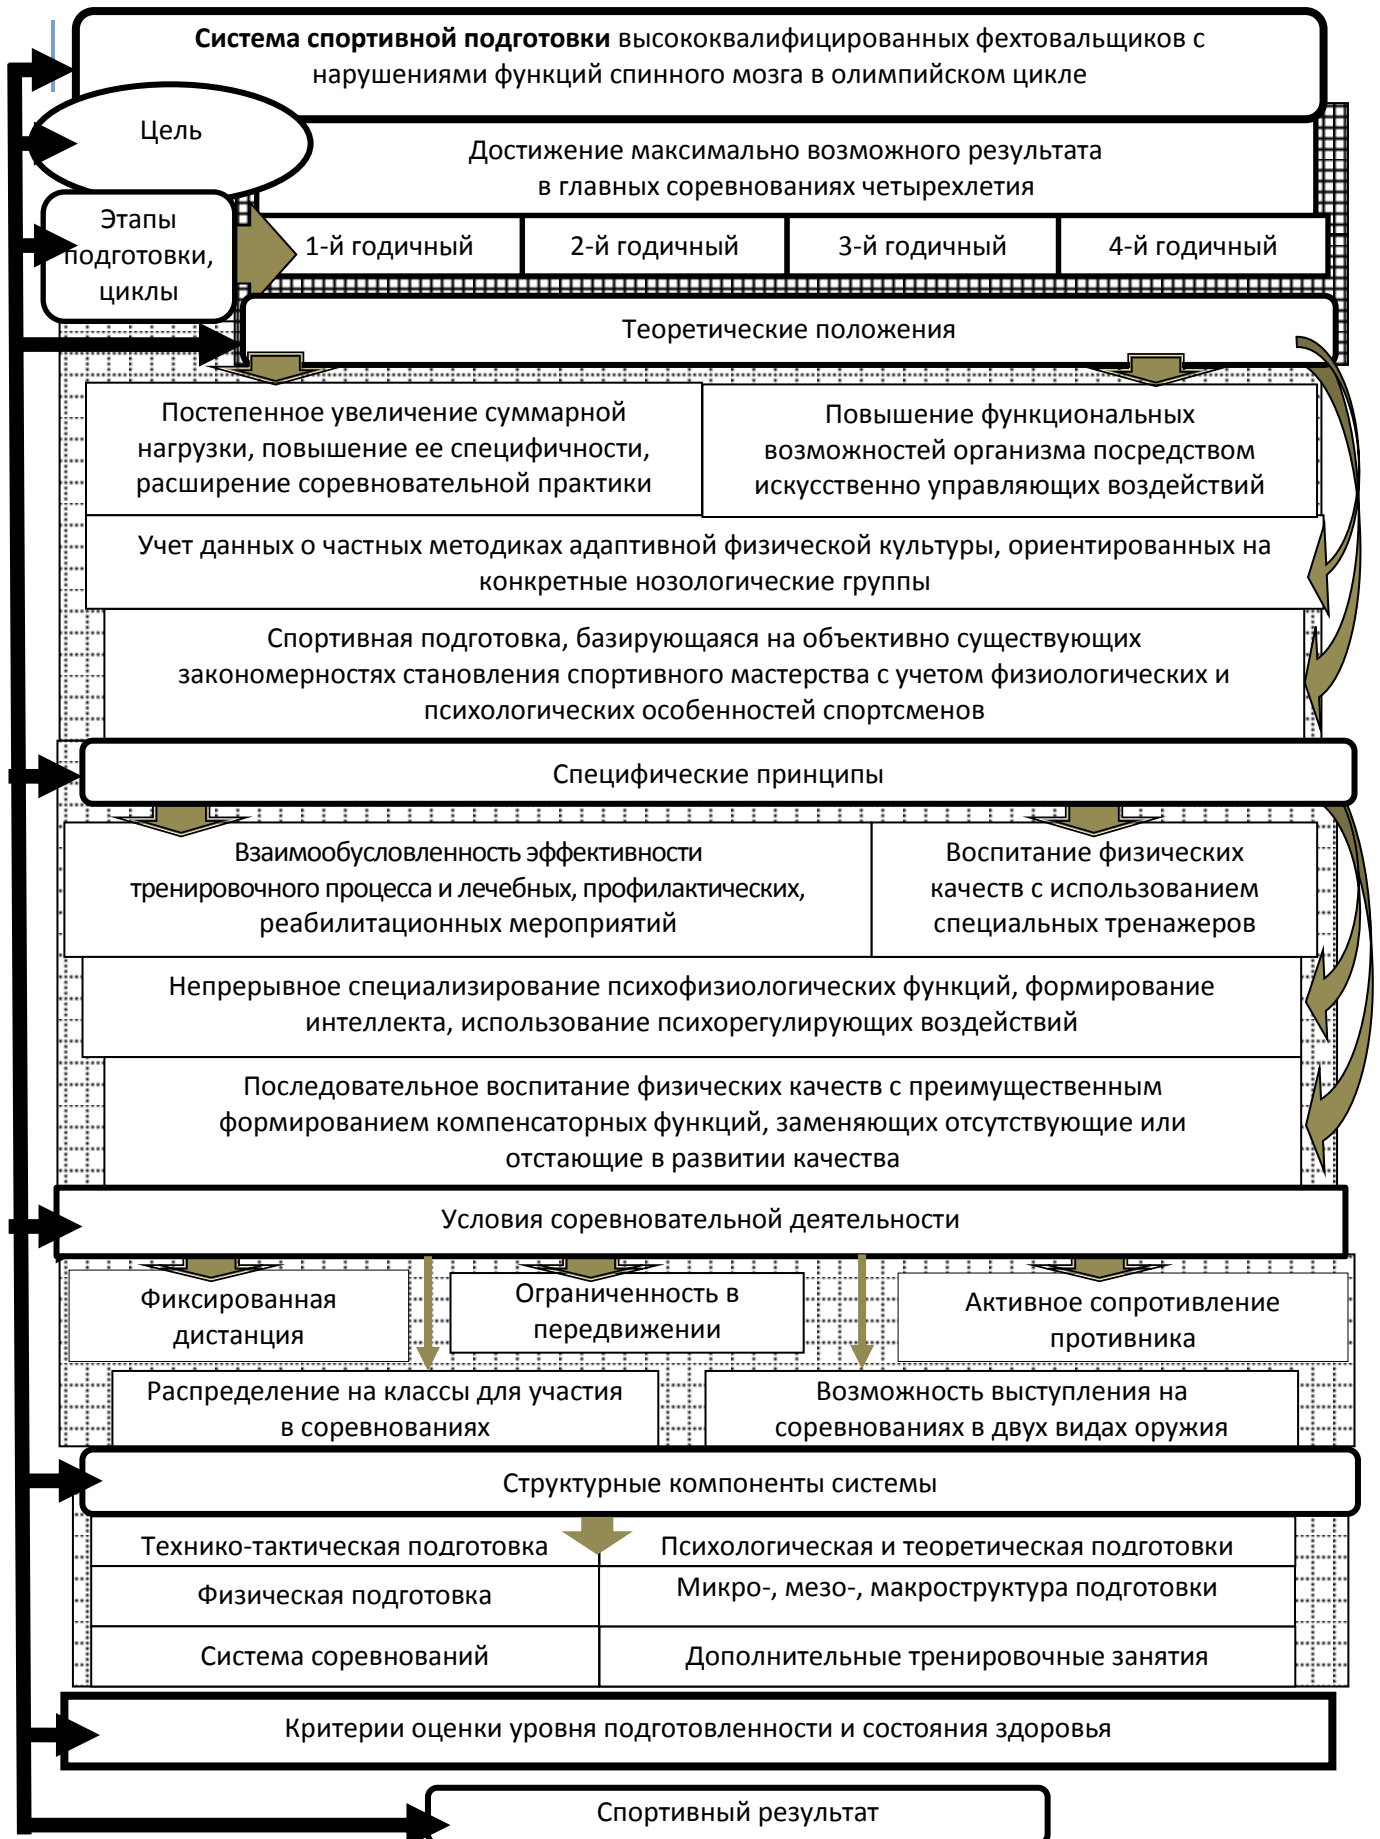 Система спортивной подготовки высококвалифицированных фехтовальщиков с
нарушениями функций спинного мозга в олимпийском цикле
Цель
Достижение максимально возможного результата
в главных соревнованиях четырехлетия
Этапы
подготовки,
циклы
1-й годичный
2-й годичный
3-й годичный
4-й годичный
Теоретические положения
Постепенное увеличение суммарной
нагрузки, повышение ее специфичности,
расширение соревновательной практики
Повышение функциональных
возможностей организма посредством
искусственно управляющих воздействий
Учет данных о частных методиках адаптивной физической культуры, ориентированных на
конкретные нозологические группы
Спортивная подготовка, базирующаяся на объективно существующих
закономерностях становления спортивного мастерства с учетом физиологических и
психологических особенностей спортсменов
Специфические принципы
Взаимообусловленность эффективности
тренировочного процесса и лечебных, профилактических,
реабилитационных мероприятий
Воспитание физических
качеств с использованием
специальных тренажеров
Непрерывное специализирование психофизиологических функций, формирование
интеллекта, использование психорегулирующих воздействий
Последовательное воспитание физических качеств с преимущественным
формированием компенсаторных функций, заменяющих отсутствующие или
отстающие в развитии качества
Условия соревновательной деятельности
Фиксированная
дистанция
Ограниченность в
передвижении
Активное сопротивление
противника
Распределение на классы для участия
в соревнованиях
Возможность выступления на
соревнованиях в двух видах оружия
Структурные компоненты системы
Технико-тактическая подготовка
Психологическая и теоретическая подготовки
Физическая подготовка
Микро-, мезо-, макроструктура подготовки
Система соревнований
Дополнительные тренировочные занятия
Критерии оценки уровня подготовленности и состояния здоровья
Спортивный результат